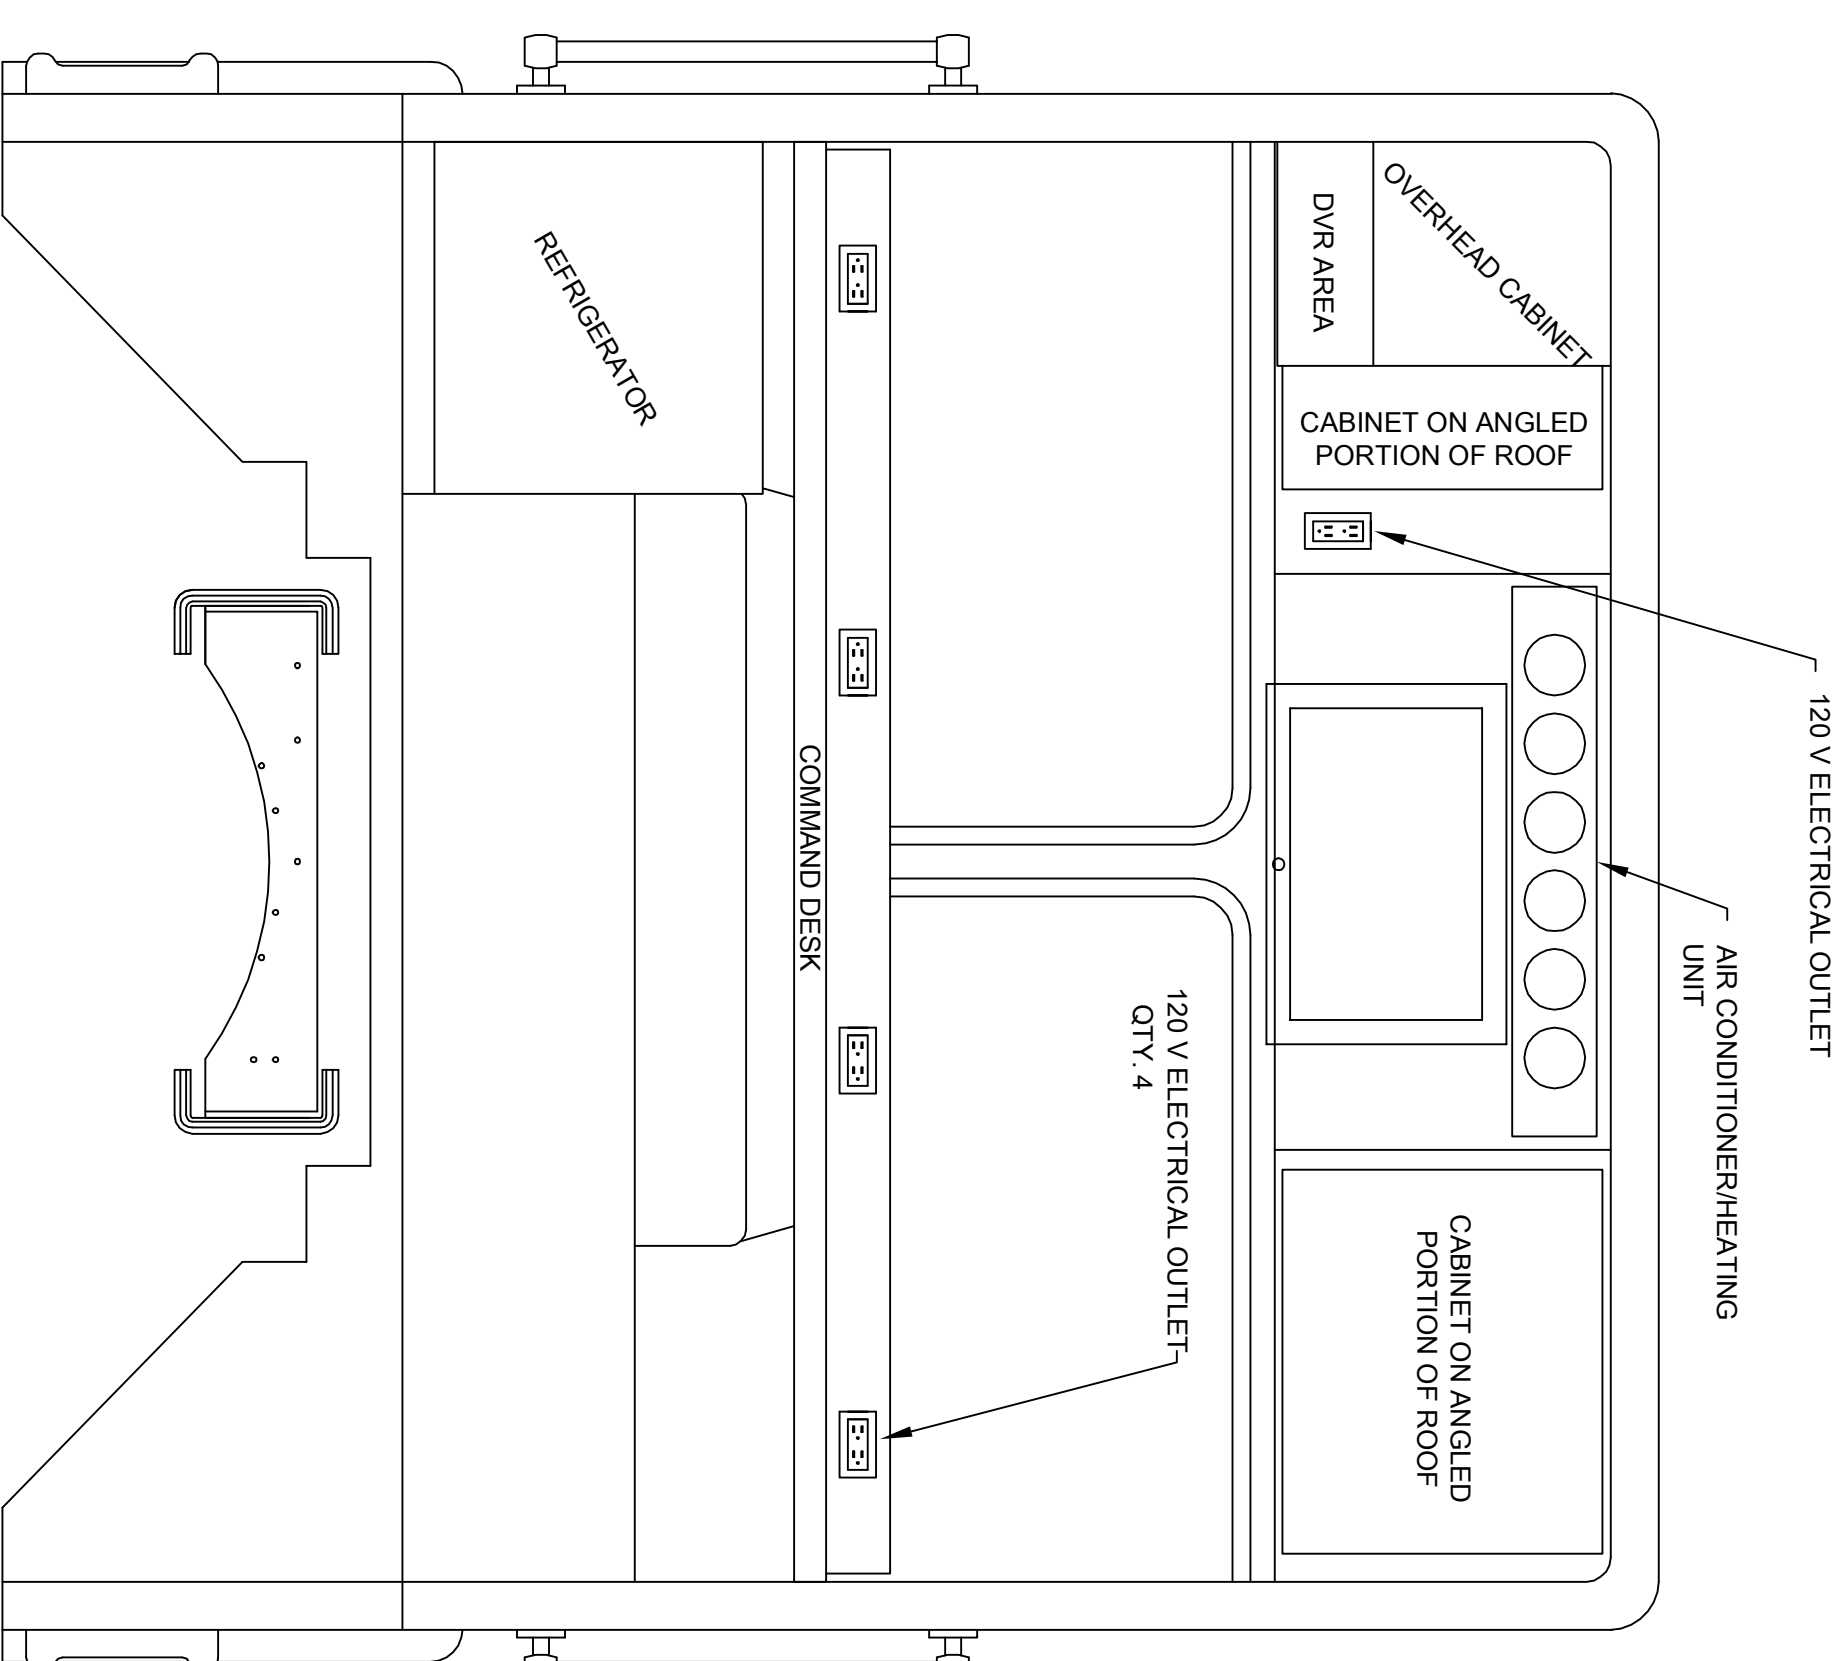 120 V ELECTRICAL OUTLET
AIR CONDITIONER/HEATING
UNIT
OVERHEAD CABINET
DVR AREA
CABINET ON ANGLED
PORTION OF ROOF
CABINET ON ANGLED
PORTION OF ROOF
120 V ELECTRICAL OUTLET
QTY. 4
COMMAND DESK
REFRIGERATOR